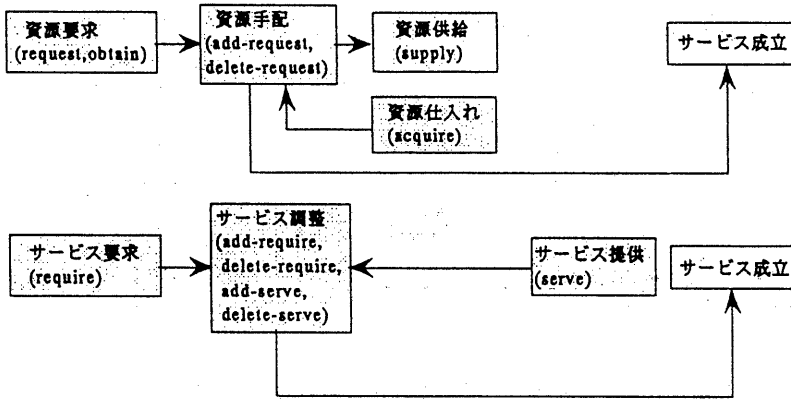 資源要求
(request,obtain)
資源手配
(add-request,
delete-request)
資源供給
(supply)
サービス成立
資源仕入れ
(acquire)
サービス要求
(require)
サービス調整
(add-require,
delete-require,
add-serve,
delete-serve)
サービス提供
(serve)
サービス成立